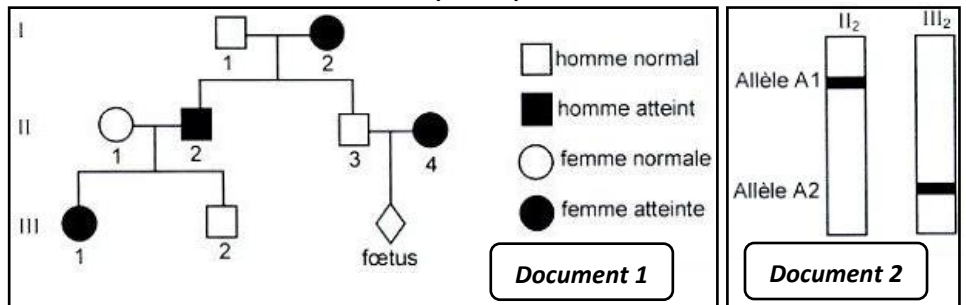 I
1
2
homme normal
homme atteint
II
1
2
3
4
femme normale
femme atteinte
III
1
2
fœtus
Document 1
II2
III2
Allèle A1
Allèle A2
Document 2